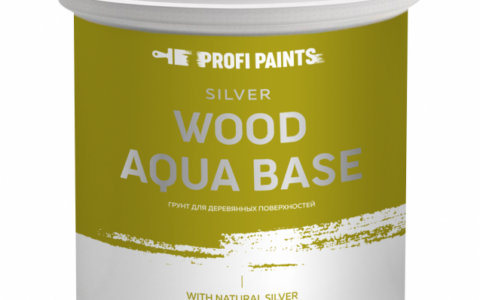 PROFI PAINTS
SILVER
WOOD
AQUA BASE
ГРУНТ ДЛЯ ДЕРЕВЯННЫХ ПОВЕРХНОСТЕЙ
WITH NATURAL SILVER